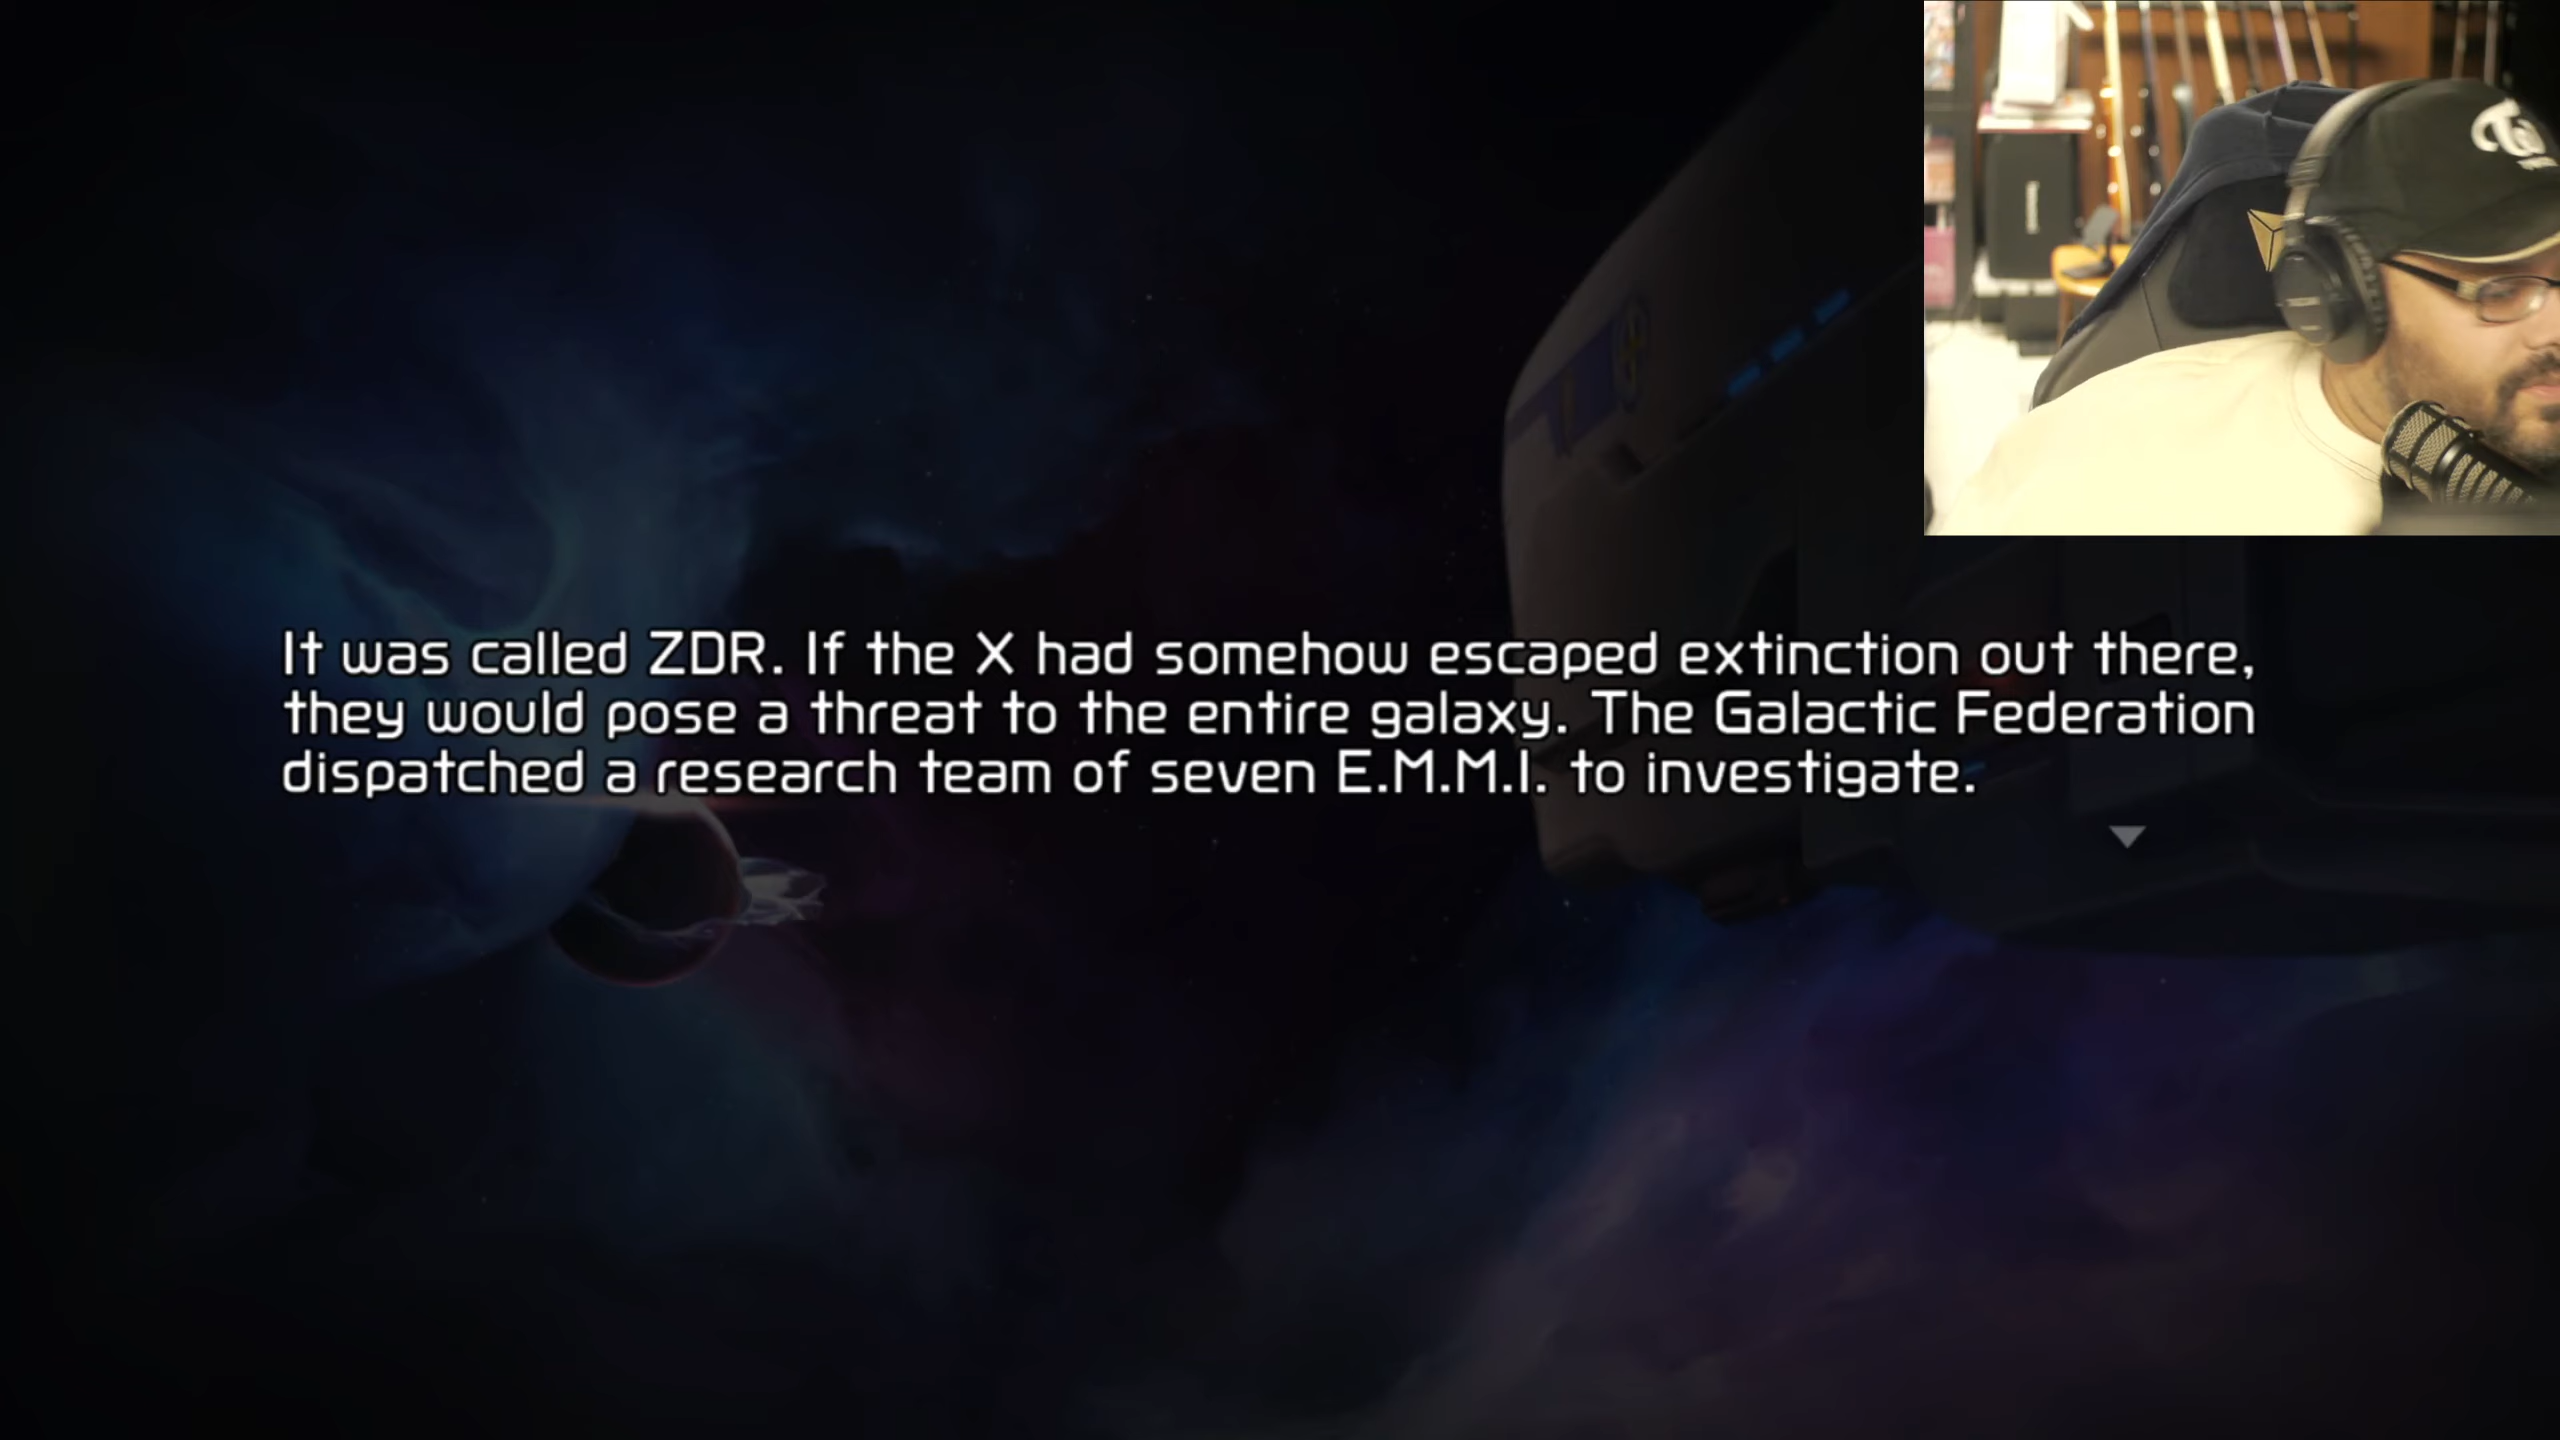 It was called ZDR. If the X had somehow escaped extinction out there,
they would pose a threat to the entire galaxy. The Galactic Federation
dispatched a research team of seven E.M.M.I. to investigate.